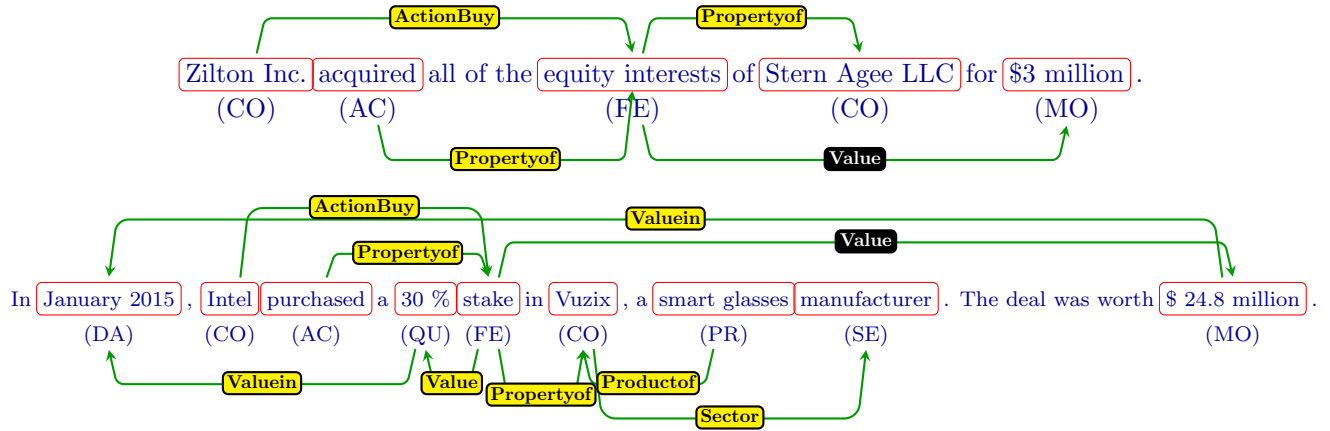 ActionBuy Propertyof
Zilton Inc. acquired all of the equity interests of Stern Agee LLC for $3 million .
(CO) (AC) (FE) (CO) (MO)
Propertyof Value
ActionBuy
Valuein
Value
Propertyof
In January 2015 , Intel purchased a 30 % stake in Vuzix , a smart glasses manufacturer . The deal was worth $ 24.8 million .
(DA) (CO) (AC) (QU) (FE) (CO) (PR) (SE) (MO)
Valuein Value Propertyof Productof
Sector